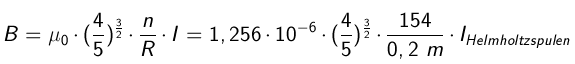 B = μ₀ · (4/5)^(3/2) · n/R · I = 1,256 · 10⁻⁶ · (4/5)^(3/2) · 154/(0,2 m) · I_Helmholtzspulen